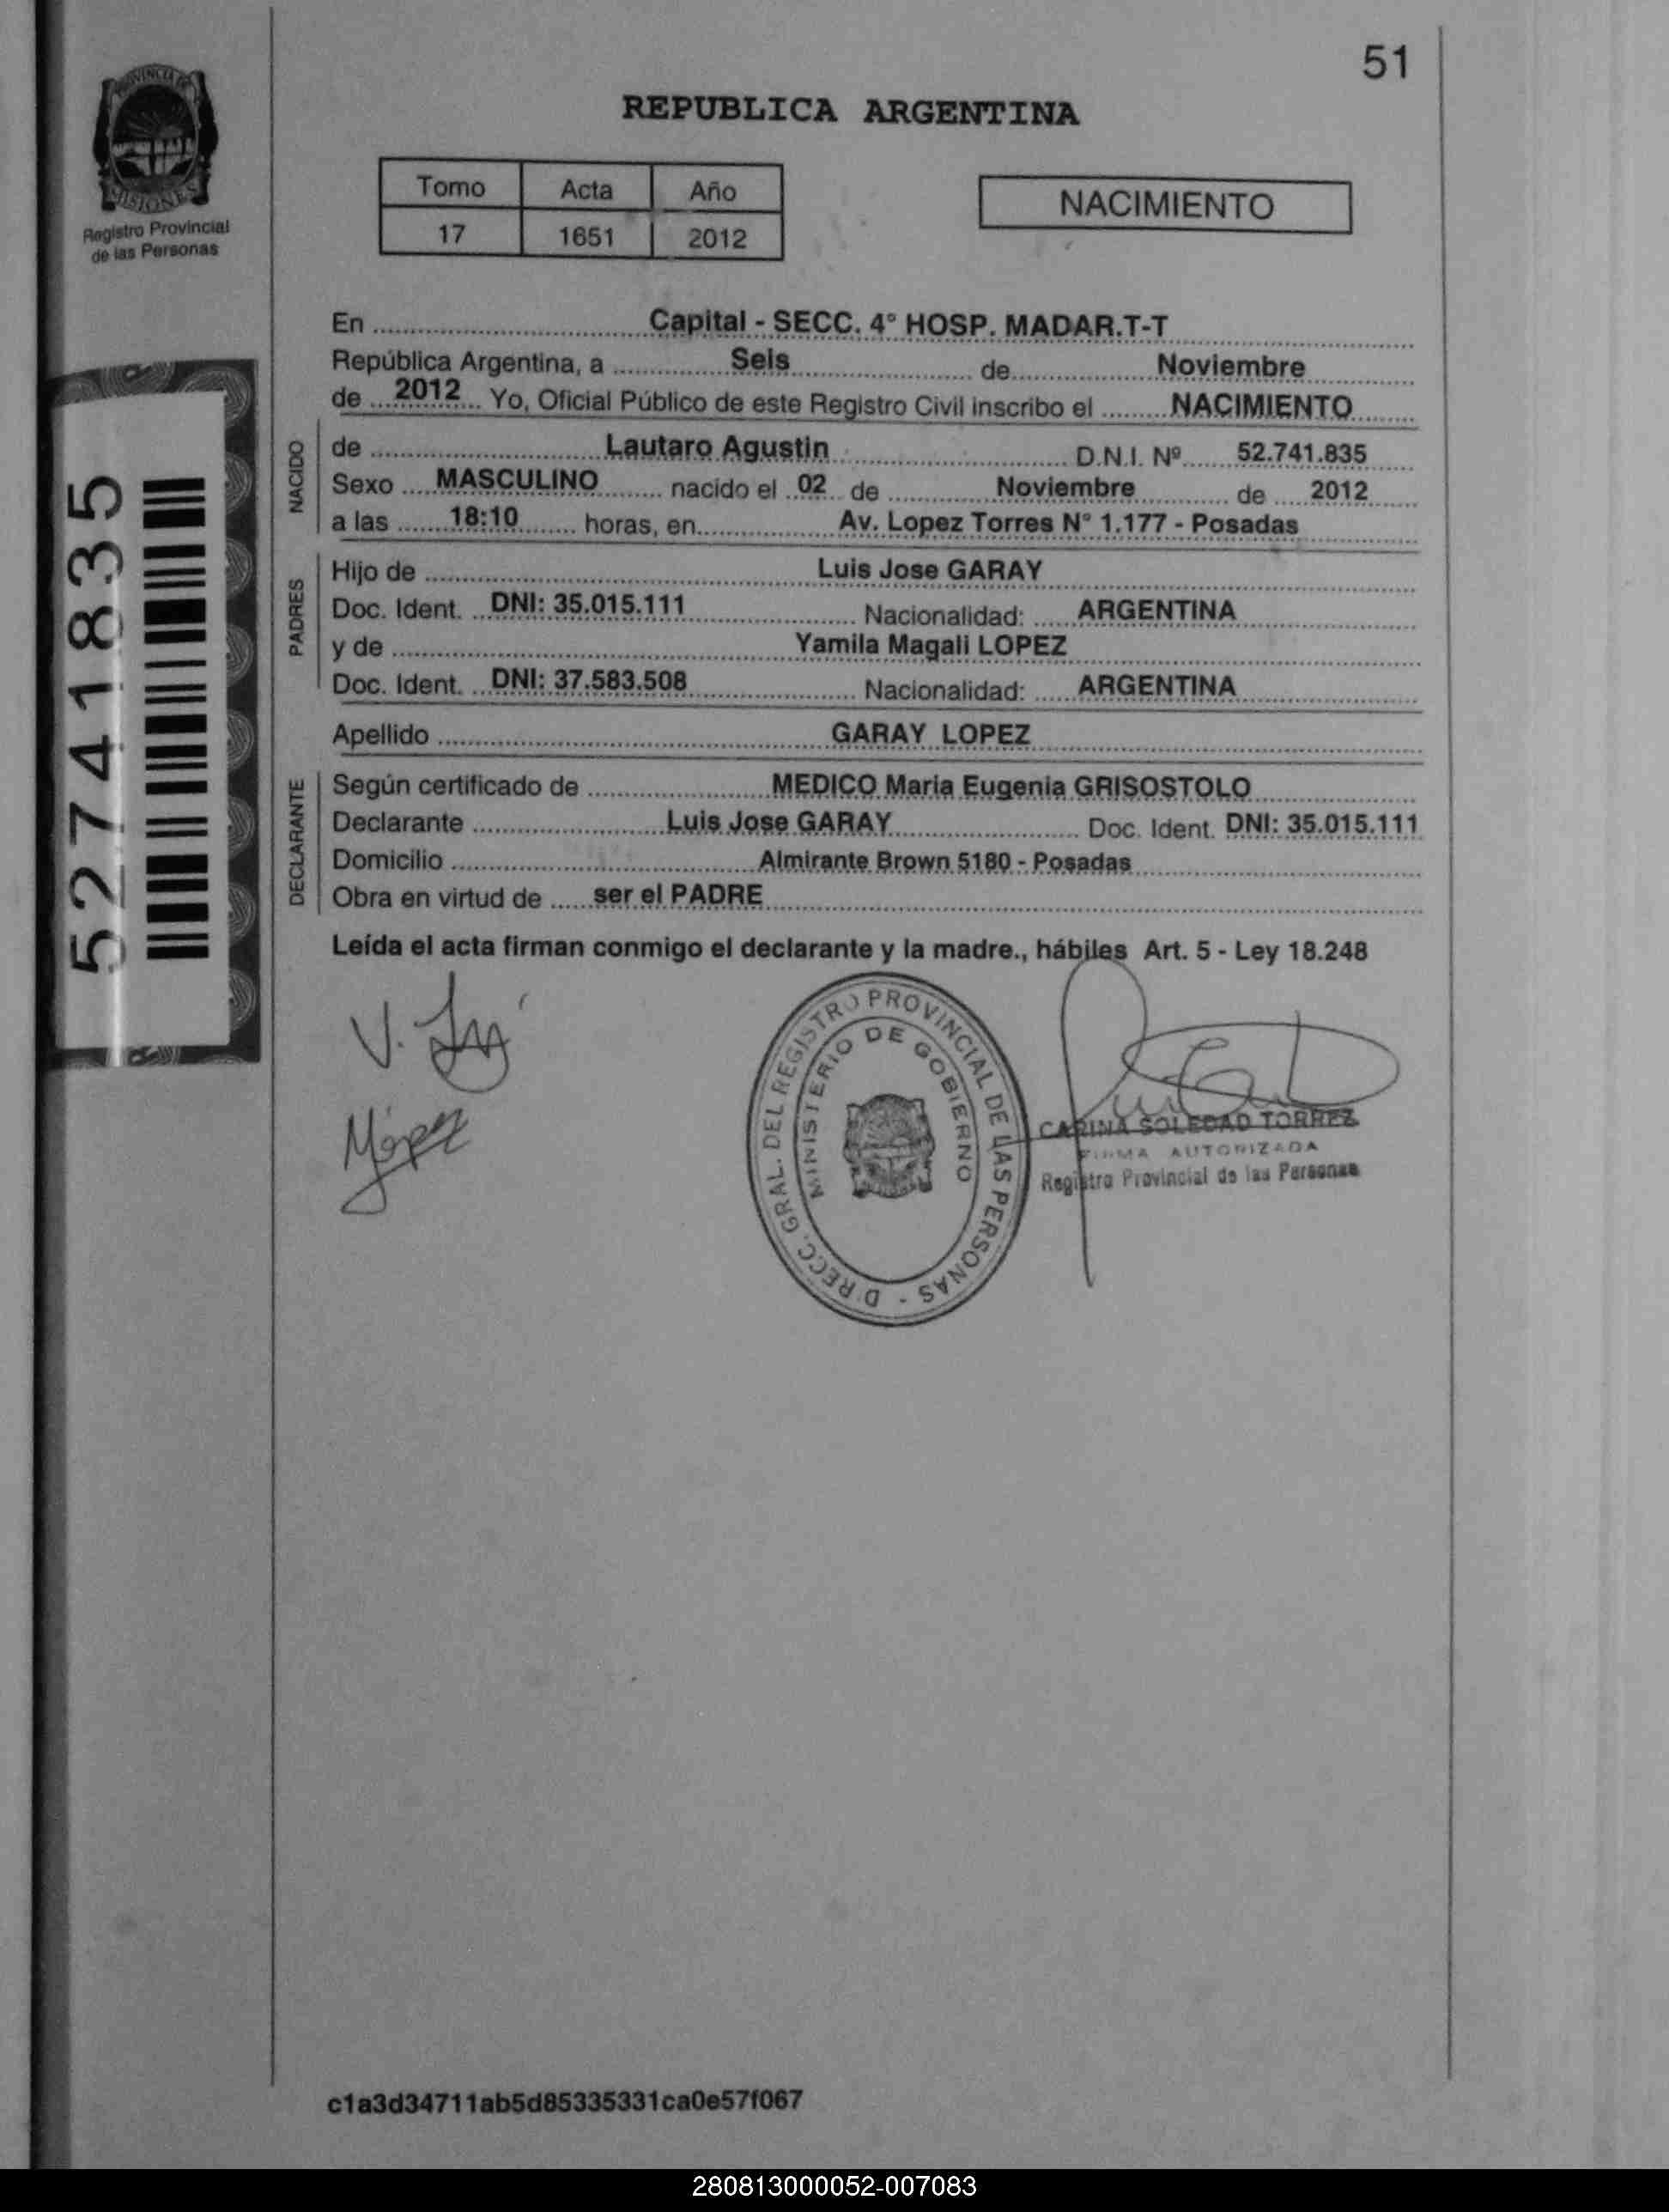 51
PROVINCIA DE
MISIONES
Registro Provincial
de las Personas
REPUBLICA ARGENTINA
Tomo Acta Año
17 1651 2012
NACIMIENTO
En Capital - SECC. 4° HOSP. MADAR.T-T
República Argentina, a Seis de Noviembre
de 2012 Yo, Oficial Público de este Registro Civil inscribo el NACIMIENTO
NACIDO
de Lautaro Agustin D.N.I. Nº 52.741.835
Sexo MASCULINO nacido el 02 de Noviembre de 2012
a las 18:10 horas, en Av. Lopez Torres N° 1.177 - Posadas
PADRES
Hijo de Luis Jose GARAY
Doc. Ident. DNI: 35.015.111 Nacionalidad: ARGENTINA
y de Yamila Magali LOPEZ
Doc. Ident. DNI: 37.583.508 Nacionalidad: ARGENTINA
Apellido GARAY LOPEZ
DECLARANTE
Según certificado de MEDICO Maria Eugenia GRISOSTOLO
Declarante Luis Jose GARAY Doc. Ident. DNI: 35.015.111
Domicilio Almirante Brown 5180 - Posadas
Obra en virtud de ser el PADRE
Leída el acta firman conmigo el declarante y la madre., hábiles Art. 5 - Ley 18.248
52741835
D RECC. GRAL. DEL REGISTRO PROVINCIAL DE LAS PERSONAS -
MINISTERIO DE GOBIERNO
CARINA SOLEDAD TORREZ
FIRMA AUTORIZADA
Registro Provincial de las Personas
c1a3d34711ab5d85335331ca0e57f067
280813000052-007083